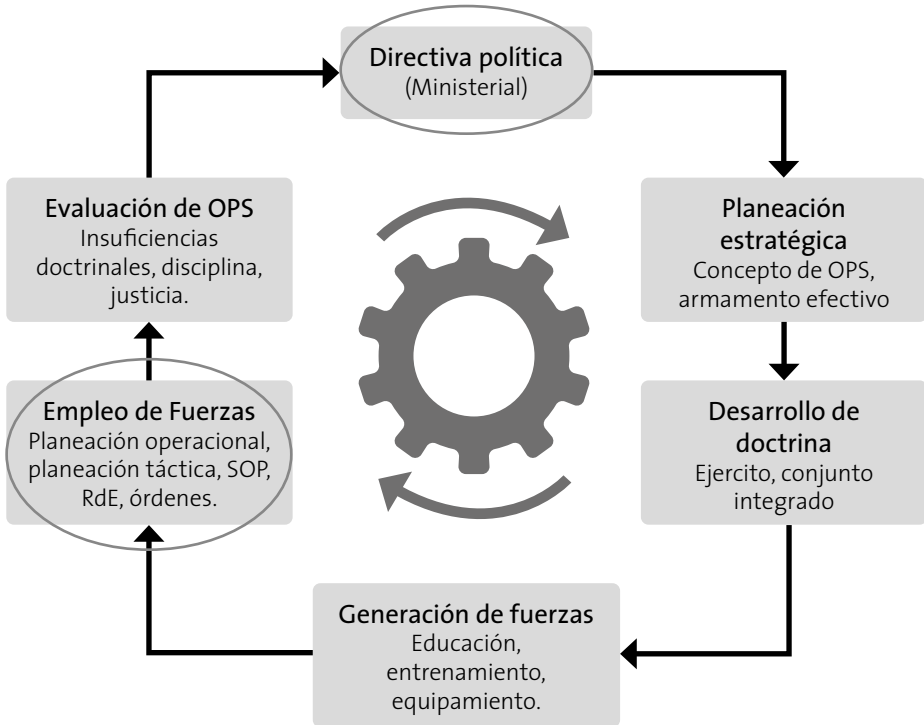 Directiva política
(Ministerial)
Evaluación de OPS
Insuficiencias
doctrinales, disciplina,
justicia.
Planeación
estratégica
Concepto de OPS,
armamento efectivo
Empleo de Fuerzas
Planeación operacional,
planeación táctica, SOP,
RdE, órdenes.
Desarrollo de
doctrina
Ejercito, conjunto
integrado
Generación de fuerzas
Educación,
entrenamiento,
equipamiento.